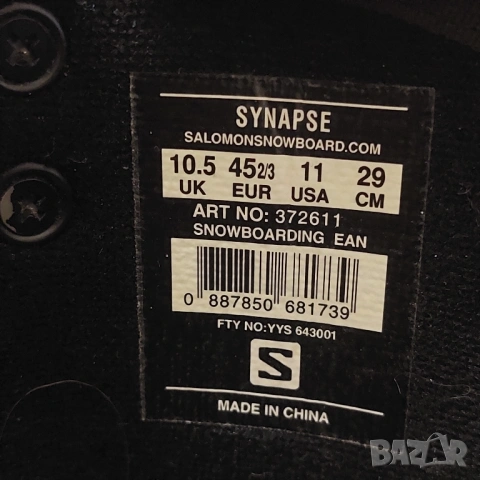 SYNAPSE
SALOMONSNOWBOARD.COM
10.5 45 2/3 11 29
UK EUR USA CM
ART NO: 372611
SNOWBOARDING EAN
0 887850 681739
FTY NO:YYS 643001
S
MADE IN CHINA
BAZAR